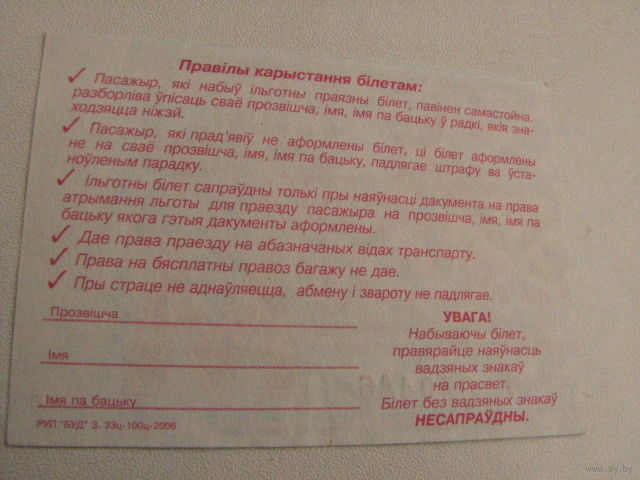 Правілы карыстання білетам:
✓ Пасажыр, які набыў ільготны праязны білет, павінен самастойна,
разборліва ўпісаць сваё прозвішча, імя, імя па бацьку ў радкі, якія зна-
ходзяцца ніжэй.
✓ Пасажыр, які прад'явіў не аформлены білет, ці білет аформлены
не на сваё прозвішча, імя, імя па бацьку, падлягае штрафу ва ўста-
ноўленым парадку.
✓ Ільготны білет сапраўдны толькі пры наяўнасці дакумента на права
атрымання льготы для праезду пасажыра на прозвішча, імя, імя па
бацьку якога гэтыя дакументы аформлены.
✓ Дае права праезду на абазначаных відах транспарту.
✓ Права на бясплатны правоз багажу не дае.
✓ Пры страце не аднаўляецца, абмену і звароту не падлягае.
Прозвішча
Імя
Імя па бацьку
РУП "БУД" З. 33ц-100ц-2006
УВАГА!
Набываючы білет,
правярайце наяўнасць
вадзяных знакаў
на прасвет.
Білет без вадзяных знакаў
НЕСАПРАЎДНЫ.
www.ay.by